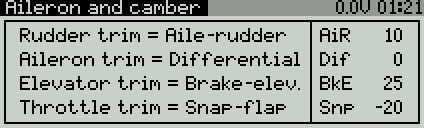 Aileron and camber 0.0V 01:21
Rudder trim = Aile-rudder AiR 10
Aileron trim = Differential Dif 0
Elevator trim = Brake-elev. BkE 25
Throttle trim = Snap-flap Snp -20